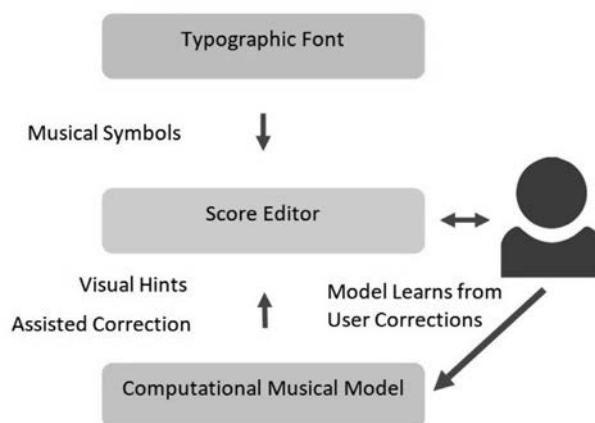 Typographic Font
Musical Symbols
Score Editor
Visual Hints
Assisted Correction
Model Learns from
User Corrections
Computational Musical Model